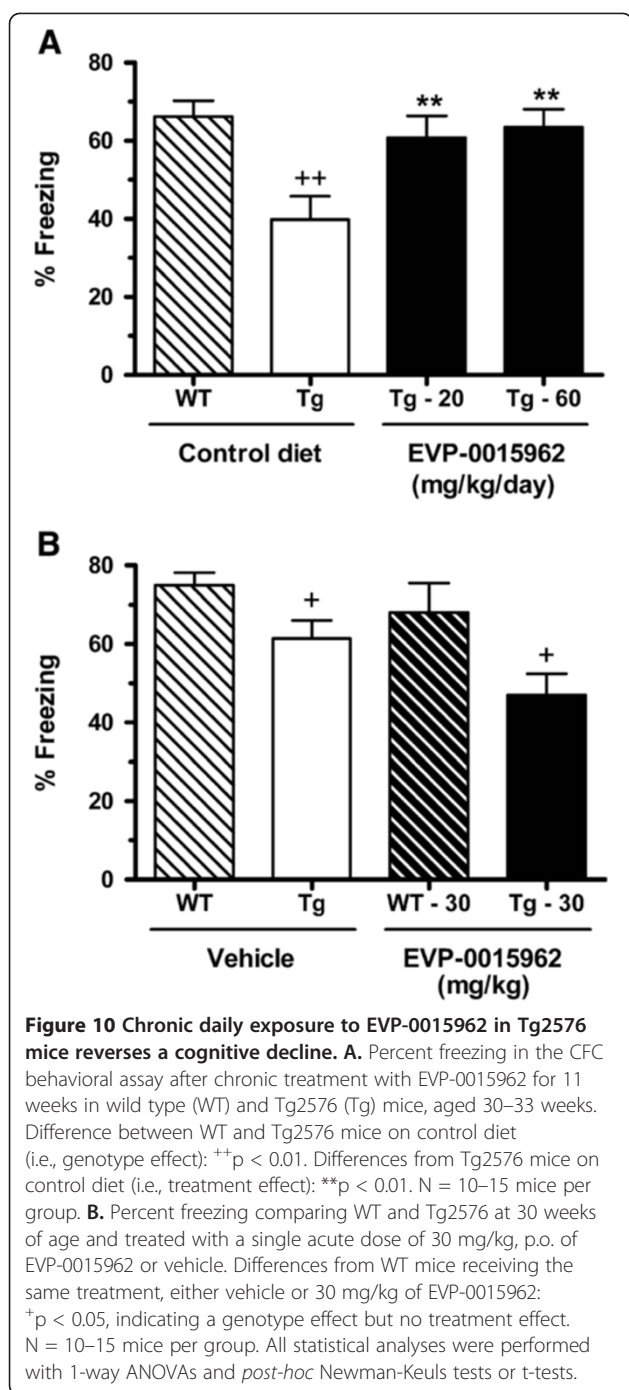 A
% Freezing
80
60
40
20
0
++
**
**
WT
Tg
Tg - 20
Tg - 60
Control diet
EVP-0015962
(mg/kg/day)
B
% Freezing
80
60
40
20
0
+
+
WT
Tg
WT - 30
Tg - 30
Vehicle
EVP-0015962
(mg/kg)
Figure 10 Chronic daily exposure to EVP-0015962 in Tg2576
mice reverses a cognitive decline. A. Percent freezing in the CFC
behavioral assay after chronic treatment with EVP-0015962 for 11
weeks in wild type (WT) and Tg2576 (Tg) mice, aged 30–33 weeks.
Difference between WT and Tg2576 mice on control diet
(i.e., genotype effect): ++p < 0.01. Differences from Tg2576 mice on
control diet (i.e., treatment effect): **p < 0.01. N = 10–15 mice per
group. B. Percent freezing comparing WT and Tg2576 at 30 weeks
of age and treated with a single acute dose of 30 mg/kg, p.o. of
EVP-0015962 or vehicle. Differences from WT mice receiving the
same treatment, either vehicle or 30 mg/kg of EVP-0015962:
+p < 0.05, indicating a genotype effect but no treatment effect.
N = 10–15 mice per group. All statistical analyses were performed
with 1-way ANOVAs and post-hoc Newman-Keuls tests or t-tests.